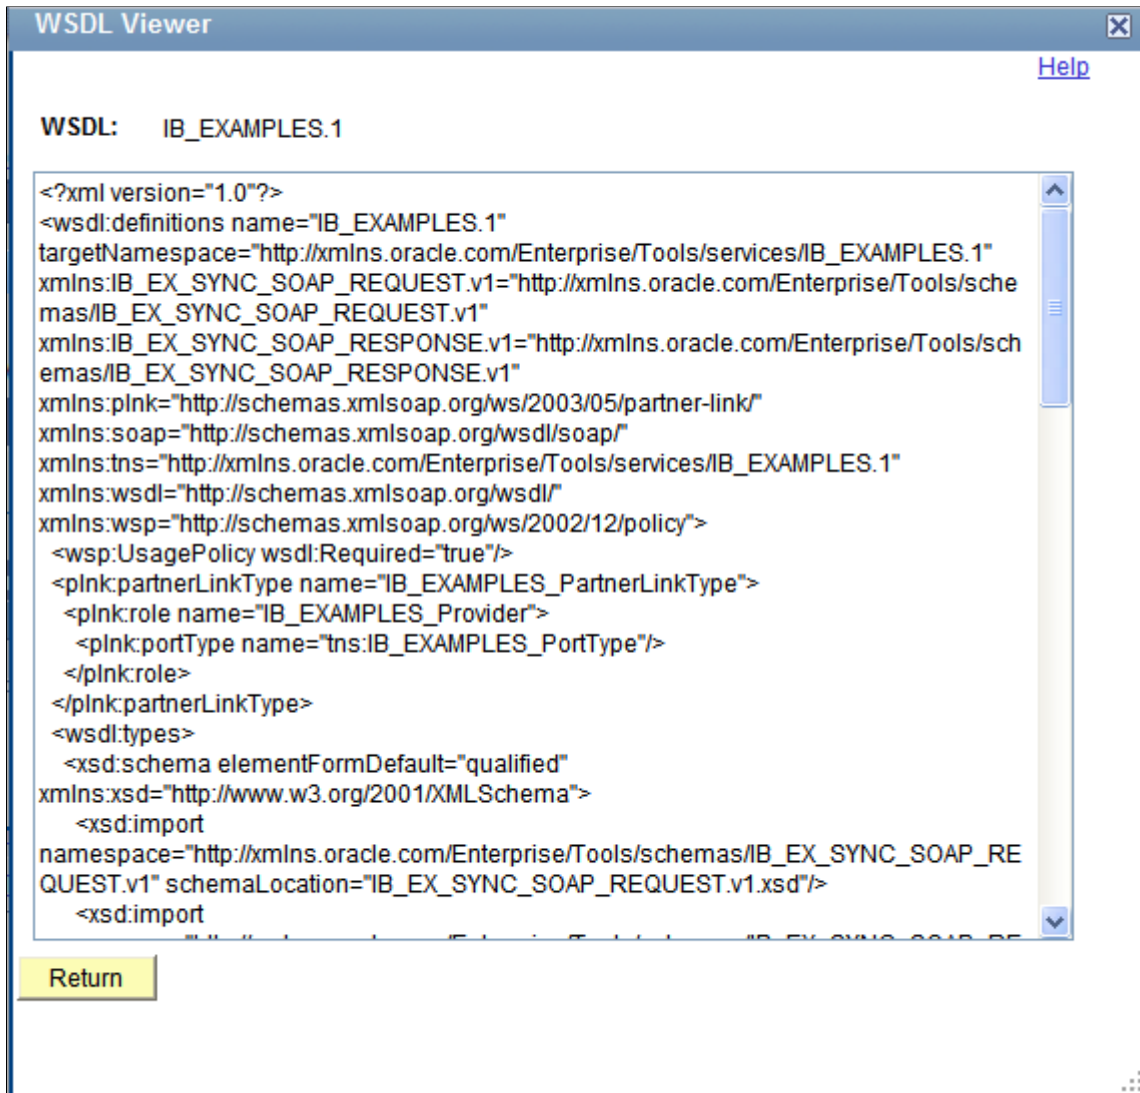 WSDL Viewer
Help
WSDL: IB_EXAMPLES.1
<?xml version="1.0"?>
<wsdl:definitions name="IB_EXAMPLES.1"
targetNamespace="http://xmlns.oracle.com/Enterprise/Tools/services/IB_EXAMPLES.1"
xmlns:IB_EX_SYNC_SOAP_REQUEST.v1="http://xmlns.oracle.com/Enterprise/Tools/sche
mas/IB_EX_SYNC_SOAP_REQUEST.v1"
xmlns:IB_EX_SYNC_SOAP_RESPONSE.v1="http://xmlns.oracle.com/Enterprise/Tools/sch
emas/IB_EX_SYNC_SOAP_RESPONSE.v1"
xmlns:plnk="http://schemas.xmlsoap.org/ws/2003/05/partner-link/"
xmlns:soap="http://schemas.xmlsoap.org/wsdl/soap/"
xmlns:tns="http://xmlns.oracle.com/Enterprise/Tools/services/IB_EXAMPLES.1"
xmlns:wsdl="http://schemas.xmlsoap.org/wsdl/"
xmlns:wsp="http://schemas.xmlsoap.org/ws/2002/12/policy">
<wsp:UsagePolicy wsdl:Required="true"/>
<plnk:partnerLinkType name="IB_EXAMPLES_PartnerLinkType">
<plnk:role name="IB_EXAMPLES_Provider">
<plnk:portType name="tns:IB_EXAMPLES_PortType"/>
</plnk:role>
</plnk:partnerLinkType>
<wsdl:types>
<xsd:schema elementFormDefault="qualified"
xmlns:xsd="http://www.w3.org/2001/XMLSchema">
<xsd:import
namespace="http://xmlns.oracle.com/Enterprise/Tools/schemas/IB_EX_SYNC_SOAP_RE
QUEST.v1" schemaLocation="IB_EX_SYNC_SOAP_REQUEST.v1.xsd"/>
<xsd:import
Return